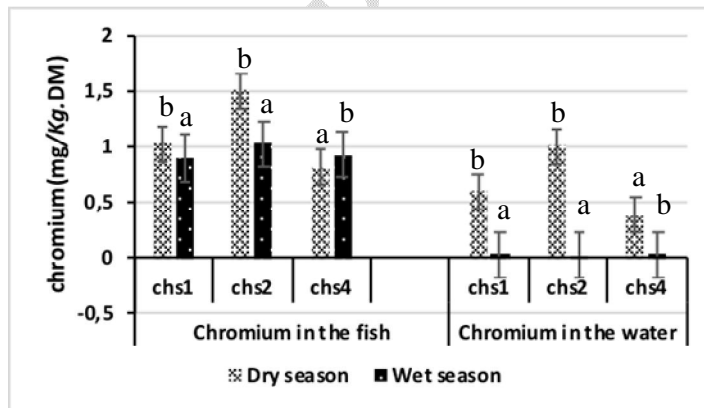 2
1,5
1
0,5
0
-0,5
chromium (mg/Kg.DM)
b
a
b
a
a
b
b
a
b
a
a
b
chs1
chs2
chs4
chs1
chs2
chs4
Chromium in the fish
Chromium in the water
Dry season
Wet season